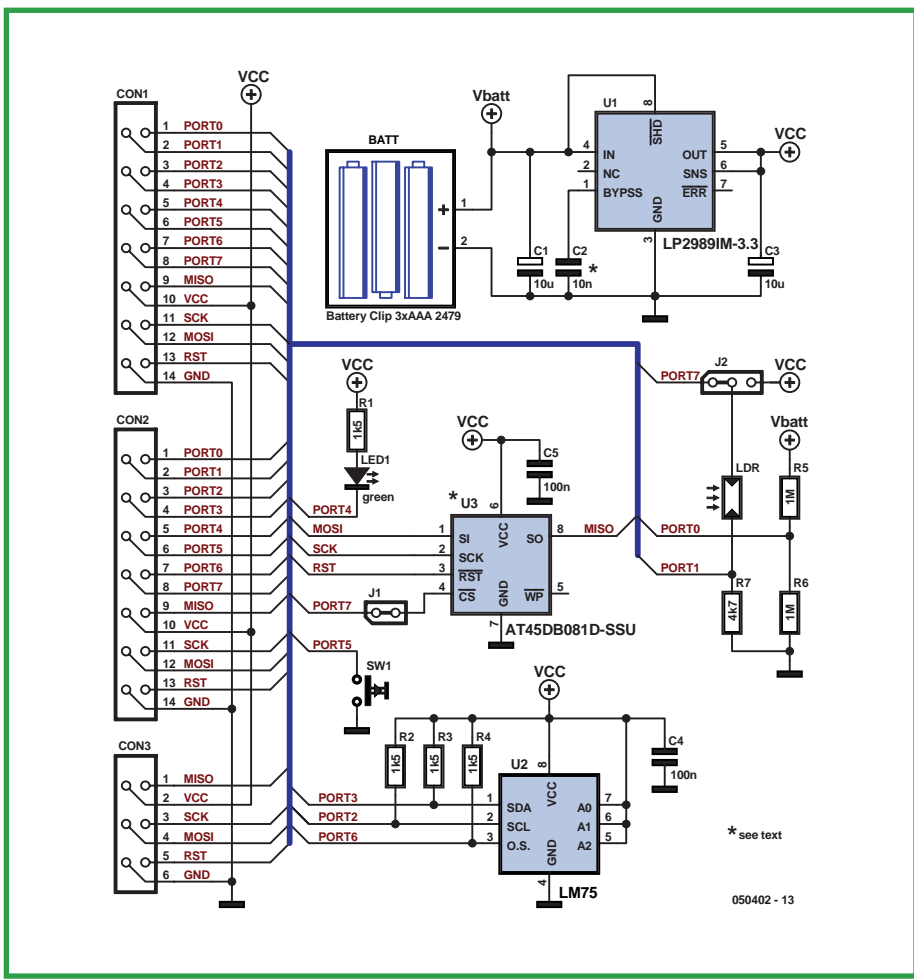 CON1
VCC
1 PORT0
2 PORT1
3 PORT2
4 PORT3
5 PORT4
6 PORT5
7 PORT6
8 PORT7
9 MISO
10 VCC
11 SCK
12 MOSI
13 RST
14 GND
BATT
+ 1
− 2
Battery Clip 3xAAA 2479
Vbatt
U1
8
SHD
4 IN
2 NC
1 BYPSS
OUT 5
SNS 6
ERR 7
GND
3
LP2989IM-3.3
VCC
C1
10u
C2
*
10n
C3
10u
CON2
1 PORT0
2 PORT1
3 PORT2
4 PORT3
5 PORT4
6 PORT5
7 PORT6
8 PORT7
9 MISO
10 VCC
11 SCK
12 MOSI
13 RST
14 GND
VCC
R1
1k5
LED1
green
PORT4
MOSI
SCK
RST
PORT7
J1
PORT5
SW1
VCC
C5
100n
* U3
6
VCC
1 SI
2 SCK
3 RST
4 CS
SO 8
WP 5
GND
7
AT45DB081D-SSU
MISO
PORT7
J2
VCC
Vbatt
LDR
R5
1M
PORT0
PORT1
R7
4k7
R6
1M
CON3
1 MISO
2 VCC
3 SCK
4 MOSI
5 RST
6 GND
VCC
R2
1k5
R3
1k5
R4
1k5
PORT3
PORT2
PORT6
U2
8
VCC
1 SDA
2 SCL
3 O.S.
A0 7
A1 6
A2 5
GND
4
LM75
C4
100n
* see text
050402 - 13